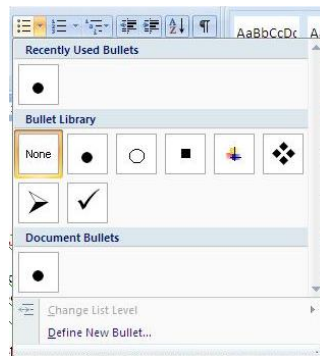 AaBbCcDc A
Recently Used Bullets
Bullet Library
None
Document Bullets
Change List Level
Define New Bullet...